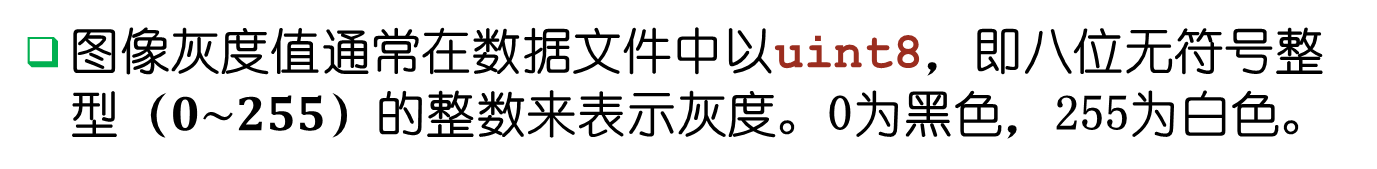 图像灰度值通常在数据文件中以uint8，即八位无符号整
型（0~255）的整数来表示灰度。0为黑色，255为白色。